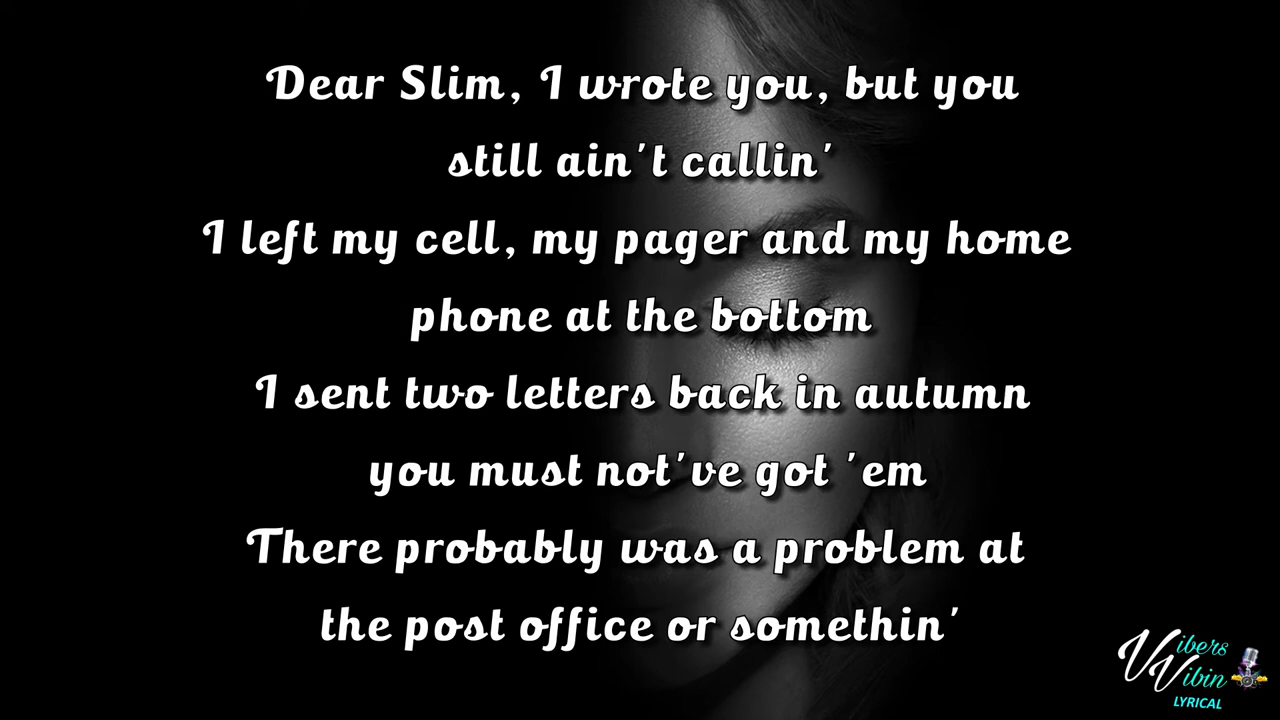 Dear Slim, I wrote you, but you
still ain't callin'
I left my cell, my pager and my home
phone at the bottom
I sent two letters back in autumn
you must not've got 'em
There probably was a problem at
the post office or somethin'
Vibers
Vibin
LYRICAL